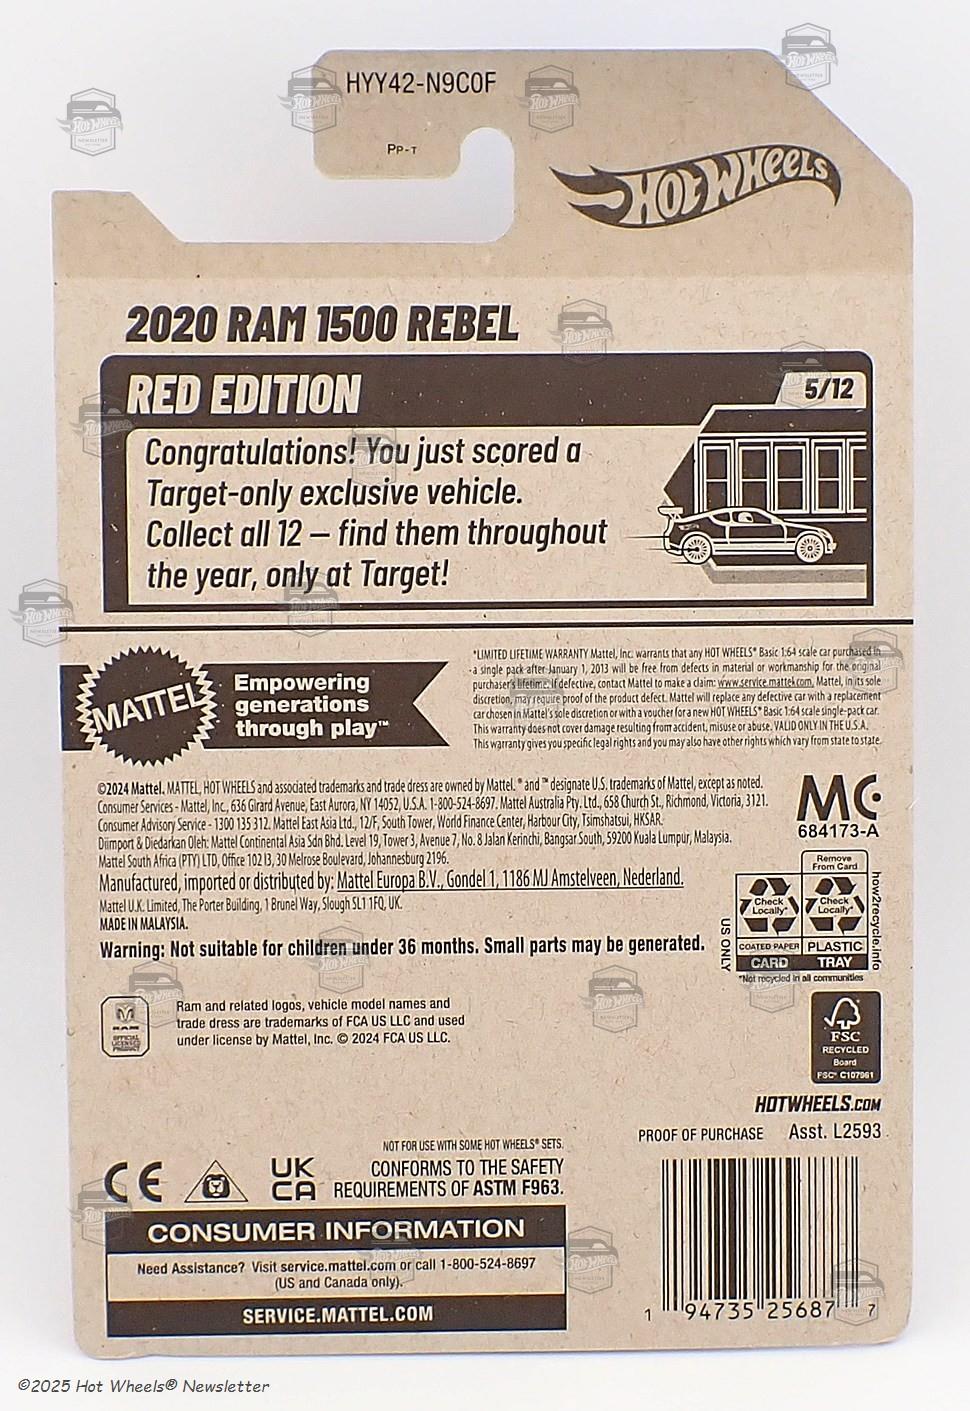 HYY42-N9C0F
PP-T
HOT WHEELS
2020 RAM 1500 REBEL
RED EDITION
5/12
Congratulations! You just scored a
Target-only exclusive vehicle.
Collect all 12 – find them throughout
the year, only at Target!
MATTEL
Empowering
generations
through play™
*LIMITED LIFETIME WARRANTY Mattel, Inc. warrants that any HOT WHEELS® Basic 1:64 scale car purchased in
a single pack after January 1, 2013 will be free from defects in material or workmanship for the original
purchaser's lifetime. If defective, contact Mattel to make a claim: www.service.mattel.com. Mattel, in its sole
discretion, may require proof of the product defect. Mattel will replace any defective car with a replacement
car chosen in Mattel's sole discretion or with a voucher for a new HOT WHEELS® Basic 1:64 scale single-pack car.
This warranty does not cover damage resulting from accident, misuse or abuse. VALID ONLY IN THE U.S.A.
This warranty gives you specific legal rights and you may also have other rights which vary from state to state.
©2024 Mattel. MATTEL, HOT WHEELS and associated trademarks and trade dress are owned by Mattel. ® and ™ designate U.S. trademarks of Mattel, except as noted.
Consumer Services - Mattel, Inc., 636 Girard Avenue, East Aurora, NY 14052, U.S.A. 1-800-524-8697. Mattel Australia Pty. Ltd., 658 Church St., Richmond, Victoria, 3121.
Consumer Advisory Service - 1300 135 312. Mattel East Asia Ltd., 12/F, South Tower, World Finance Center, Harbour City, Tsimshatsui, HKSAR.
Diimport & Diedarkan Oleh: Mattel Continental Asia Sdn Bhd. Level 19, Tower 3, Avenue 7, No. 8 Jalan Kerinchi, Bangsar South, 59200 Kuala Lumpur, Malaysia.
Mattel South Africa (PTY) LTD, Office 102 I3, 30 Melrose Boulevard, Johannesburg 2196.
Manufactured, imported or distributed by: Mattel Europa B.V., Gondel 1, 1186 MJ Amstelveen, Nederland.
Mattel U.K. Limited, The Porter Building, 1 Brunel Way, Slough SL1 1FQ, UK.
MADE IN MALAYSIA.
Warning: Not suitable for children under 36 months. Small parts may be generated.
MC
684173-A
Remove
From Card
Check
Locally*
Check
Locally*
COATED PAPER
PLASTIC
CARD
TRAY
US ONLY
how2recycle.info
*Not recycled in all communities
RAM
OFFICIAL
LICENSED
PRODUCT
Ram and related logos, vehicle model names and
trade dress are trademarks of FCA US LLC and used
under license by Mattel, Inc. © 2024 FCA US LLC.
FSC
RECYCLED
Board
FSC® C107961
HOTWHEELS.COM
PROOF OF PURCHASE Asst. L2593
NOT FOR USE WITH SOME HOT WHEELS® SETS.
CE
UK
CA
CONFORMS TO THE SAFETY
REQUIREMENTS OF ASTM F963.
CONSUMER INFORMATION
Need Assistance? Visit service.mattel.com or call 1-800-524-8697
(US and Canada only).
SERVICE.MATTEL.COM
1 94735 25687 7
©2025 Hot Wheels® Newsletter